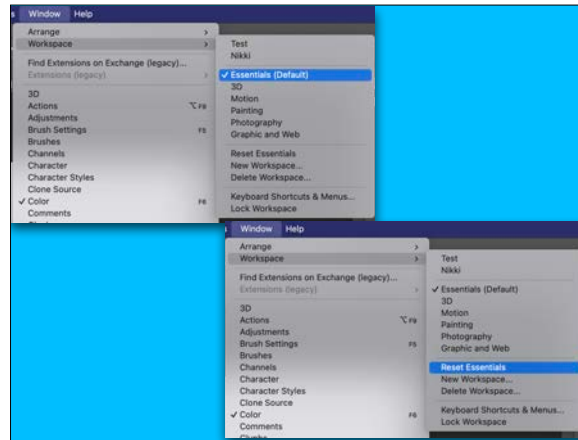 Window Help
Arrange >
Workspace >
Find Extensions on Exchange (legacy)...
Extensions (legacy) >
3D
Actions ⌥F9
Adjustments
Brush Settings F5
Brushes
Channels
Character
Character Styles
Clone Source
✓ Color F6
Comments
Test
Nikki
✓ Essentials (Default)
3D
Motion
Painting
Photography
Graphic and Web
Reset Essentials
New Workspace...
Delete Workspace...
Keyboard Shortcuts & Menus...
Lock Workspace
Window Help
Arrange >
Workspace >
Find Extensions on Exchange (legacy)...
Extensions (legacy) >
3D
Actions ⌥F9
Adjustments
Brush Settings F5
Brushes
Channels
Character
Character Styles
Clone Source
✓ Color F6
Comments
Test
Nikki
✓ Essentials (Default)
3D
Motion
Painting
Photography
Graphic and Web
Reset Essentials
New Workspace...
Delete Workspace...
Keyboard Shortcuts & Menus...
Lock Workspace